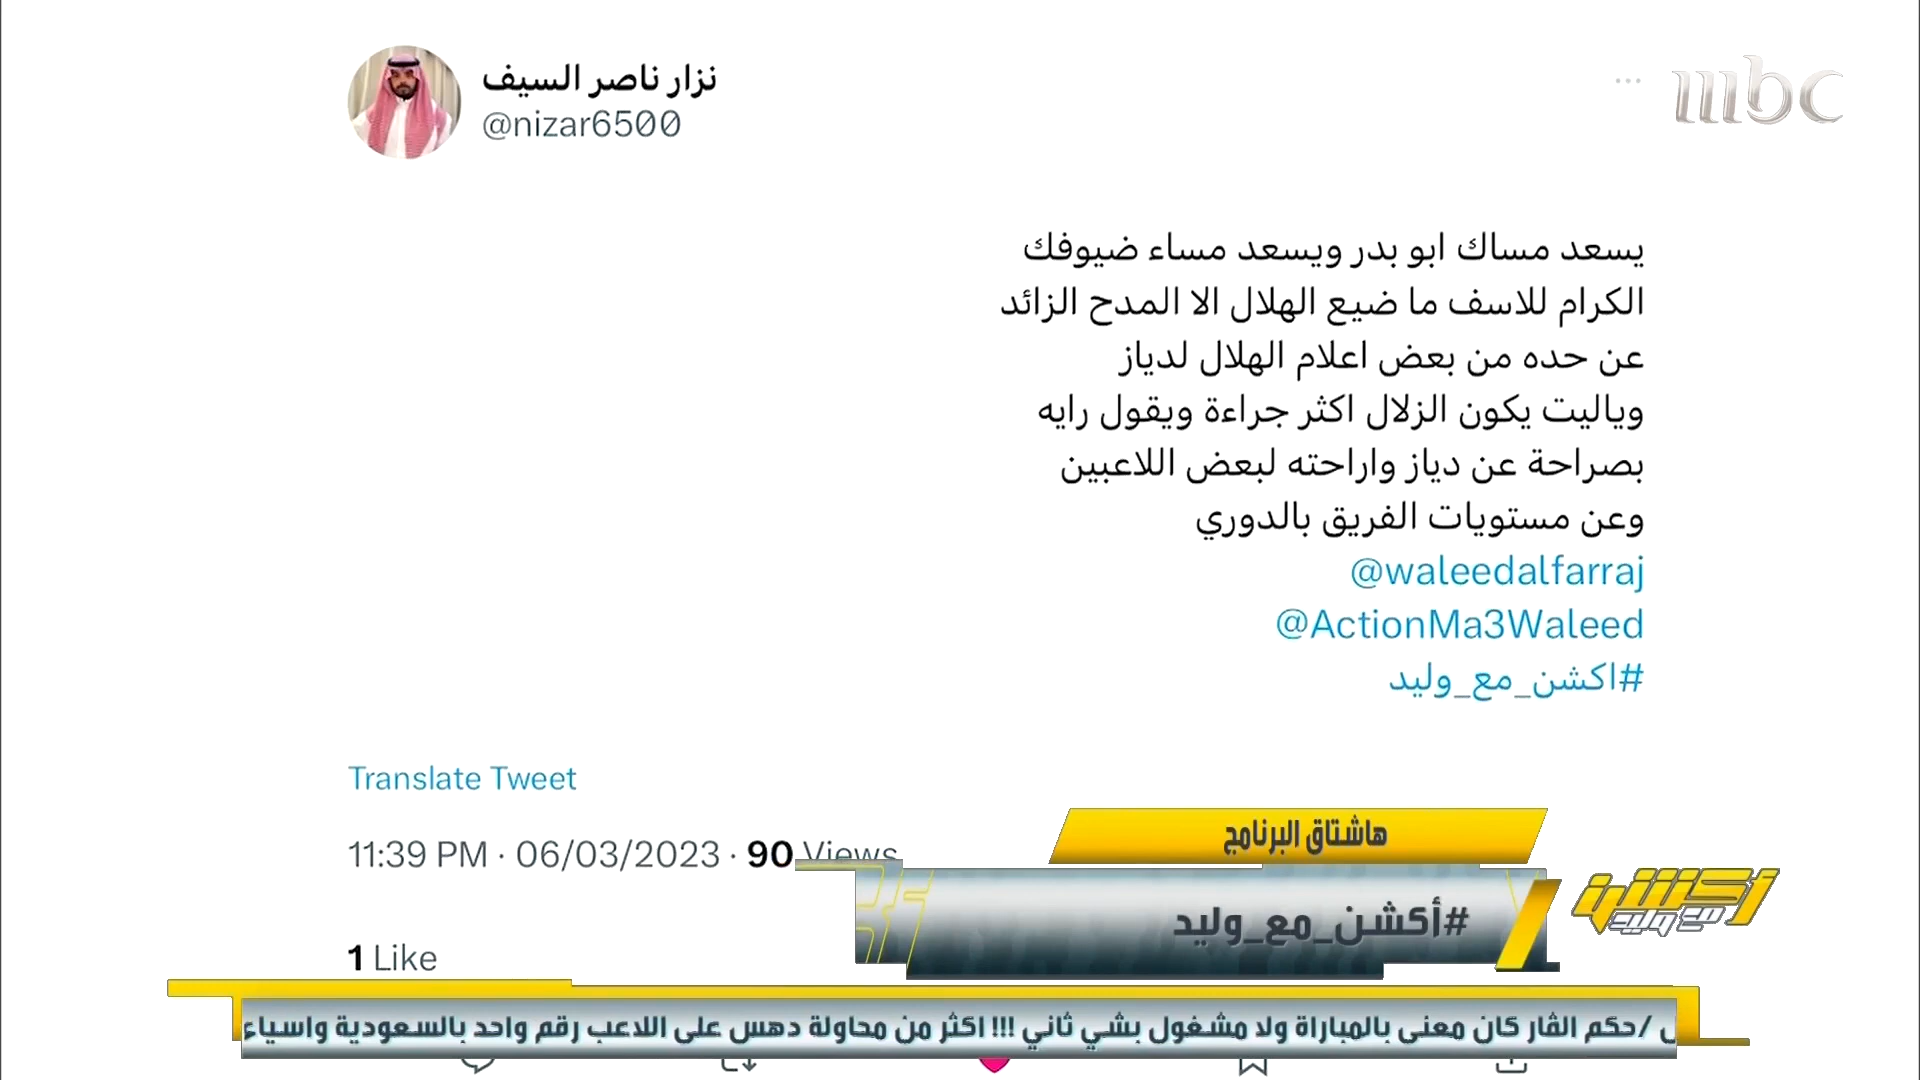 نزار ناصر السيف
@nizar6500
...
mbc
يسعد مساك ابو بدر ويسعد مساء ضيوفك
الكرام للاسف ما ضيع الهلال الا المدح الزائد
عن حده من بعض اعلام الهلال لدياز
وياليت يكون الزلال اكثر جراءة ويقول رايه
بصراحة عن دياز واراحته لبعض اللاعبين
وعن مستويات الفريق بالدوري
@waleedalfarraj
@ActionMa3Waleed
#اكشن_مع_وليد
Translate Tweet
11:39 PM · 06/03/2023 · 90 Views
هاشتاق البرنامج
#أكشن_مع_وليد
أكشن
مع وليد
1 Like
/حكم الڤار كان معنى بالمباراة ولا مشغول بشي ثاني !!! اكثر من محاولة دهس على اللاعب رقم واحد بالسعودية واسياء